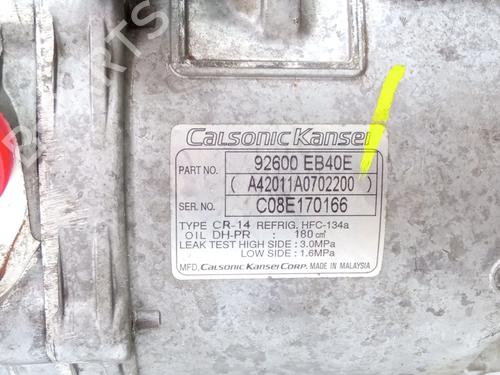 Calsonic Kansei
PART NO. 92600 EB40E
( A42011A0702200 )
SER. NO. C08E170166
TYPE CR-14 REFRIG. HFC-134a
OIL DH-PR : 180 cm³
LEAK TEST HIGH SIDE : 3.0MPa
LOW SIDE : 1.6MPa
MFD. CALSONIC KANSEI CORP. MADE IN MALAYSIA